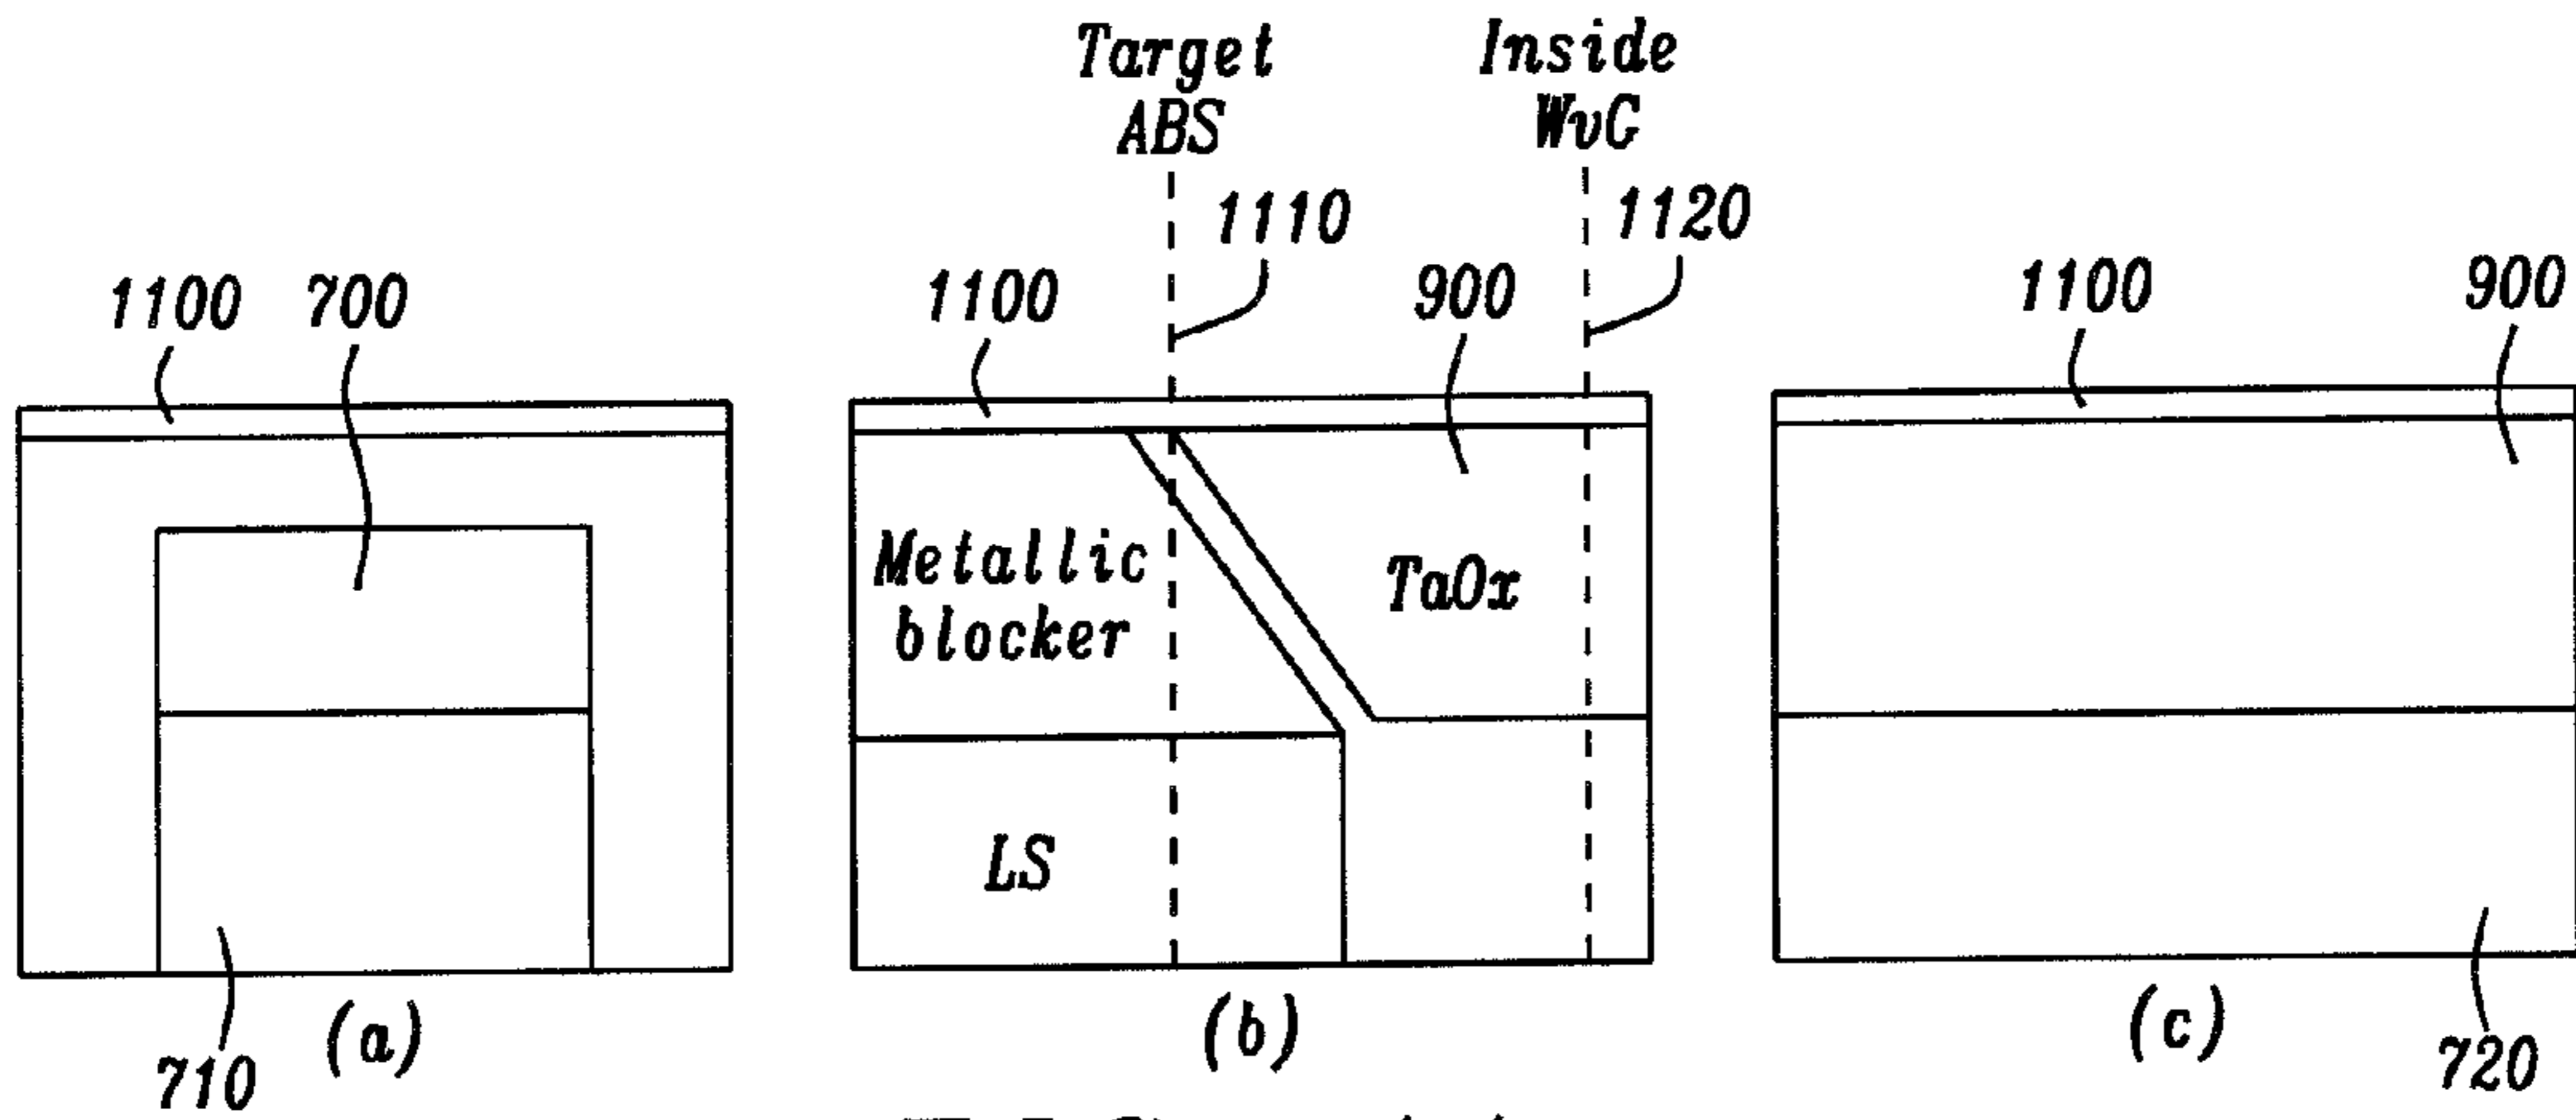 Target
ABS
Inside
WvG
1110
1120
1100
700
1100
900
1100
900
Metallic
blocker
TaOx
LS
710
(a)
(b)
(c)
720